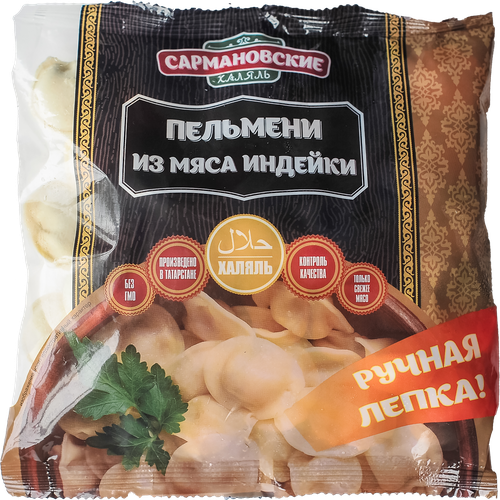 САРМАНОВСКИЕ
ХАЛЯЛЬ
ПЕЛЬМЕНИ
ИЗ МЯСА ИНДЕЙКИ
حلال
ХАЛЯЛЬ
БЕЗ
ГМО
ПРОИЗВЕДЕНО
В ТАТАРСТАНЕ
КОНТРОЛЬ
КАЧЕСТВА
ТОЛЬКО
СВЕЖЕЕ
МЯСО
РУЧНАЯ
ЛЕПКА!